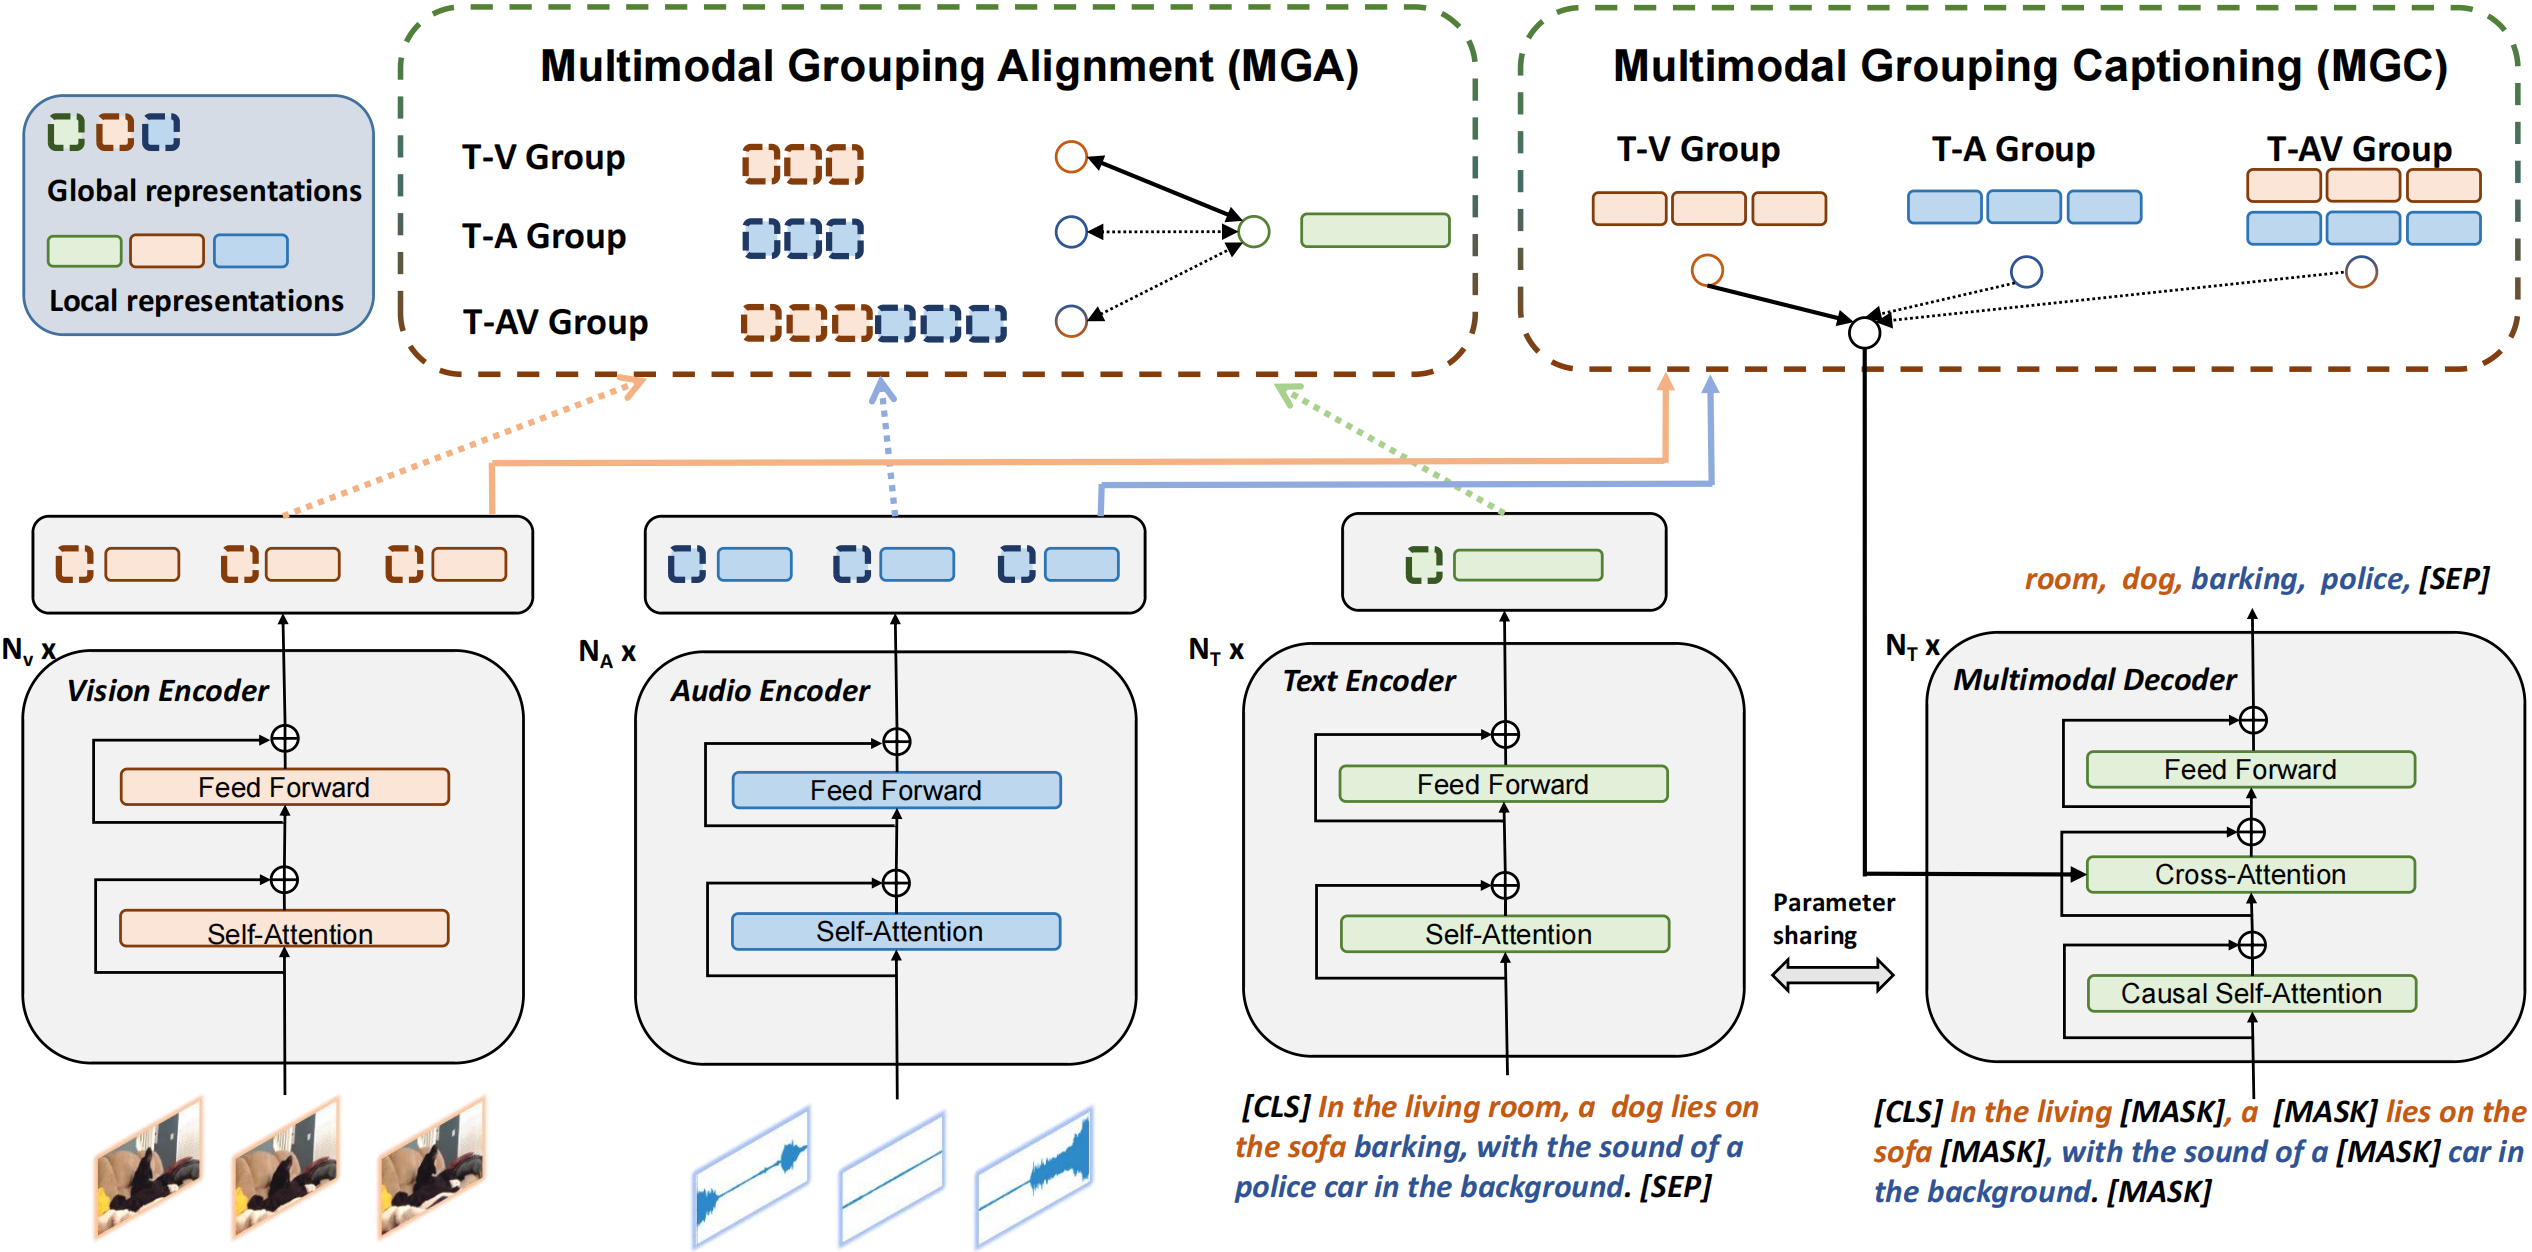 Multimodal Grouping Alignment (MGA)
T-V Group
T-A Group
T-AV Group
Multimodal Grouping Captioning (MGC)
T-V Group
T-A Group
T-AV Group
Global representations
Local representations
Nv x
Vision Encoder
Feed Forward
Self-Attention
NA x
Audio Encoder
Feed Forward
Self-Attention
NT x
Text Encoder
Feed Forward
Self-Attention
[CLS] In the living room, a dog lies on
the sofa barking, with the sound of a
police car in the background. [SEP]
Parameter
sharing
room, dog, barking, police, [SEP]
NT x
Multimodal Decoder
Feed Forward
Cross-Attention
Causal Self-Attention
[CLS] In the living [MASK], a [MASK] lies on the
sofa [MASK], with the sound of a [MASK] car in
the background. [MASK]